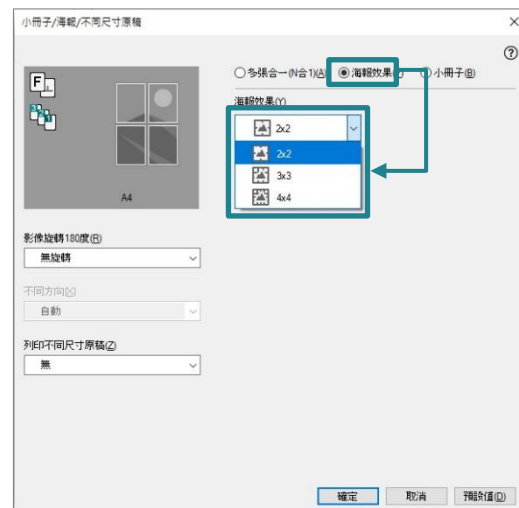 小冊子/海報/不同尺寸原稿
多張合一(N合1)(A) 海報效果 小冊子(B)
海報效果(Y)
2x2
2x2
3x3
4x4
F
321
A4
影像旋轉180度(R)
無旋轉
不同方向(X)
自動
列印不同尺寸原稿(Z)
無
確定 取消 預設值(D)